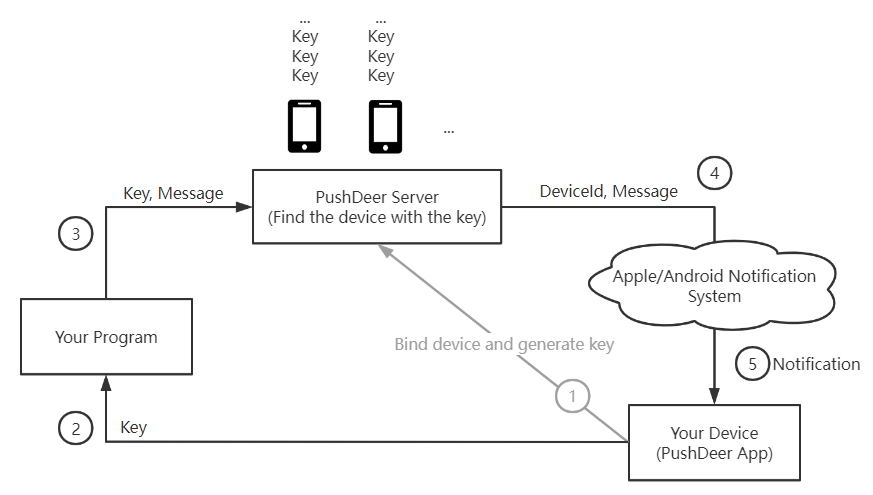 ...
Key
Key
Key
...
Key
Key
Key
...
4
Key, Message
PushDeer Server
(Find the device with the key)
DeviceId, Message
3
Apple/Android Notification
System
Your Program
Bind device and generate key
5
Notification
1
2
Key
Your Device
(PushDeer App)